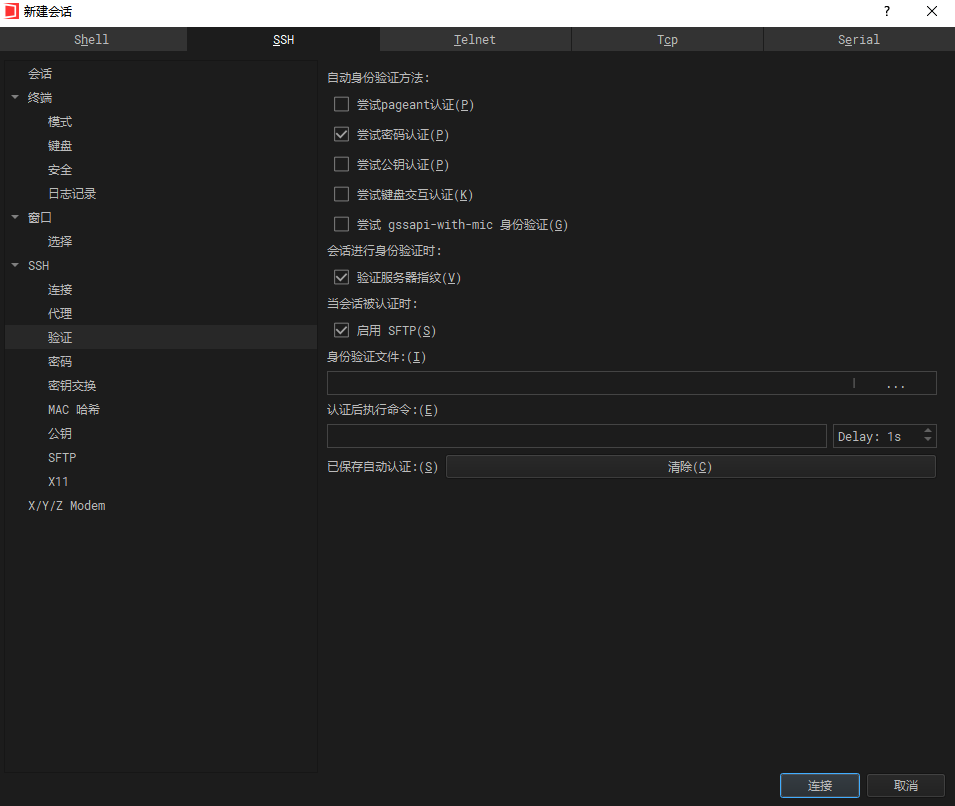 新建会话
?
Shell SSH Telnet Tcp Serial
会话
终端
模式
键盘
安全
日志记录
窗口
选择
SSH
连接
代理
验证
密码
密钥交换
MAC 哈希
公钥
SFTP
X11
X/Y/Z Modem
自动身份验证方法:
尝试pageant认证(P)
尝试密码认证(P)
尝试公钥认证(P)
尝试键盘交互认证(K)
尝试 gssapi-with-mic 身份验证(G)
会话进行身份验证时:
验证服务器指纹(V)
当会话被认证时:
启用 SFTP(S)
身份验证文件:(I)
...
认证后执行命令:(E)
Delay: 1s
已保存自动认证:(S) 清除(C)
连接 取消